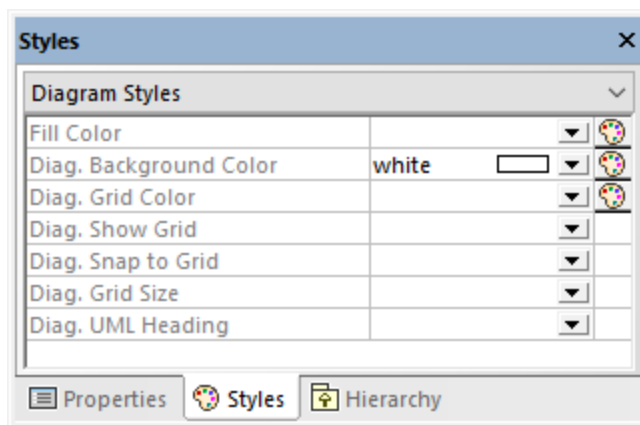 Styles
Diagram Styles
Fill Color
Diag. Background Color white
Diag. Grid Color
Diag. Show Grid
Diag. Snap to Grid
Diag. Grid Size
Diag. UML Heading
Properties Styles Hierarchy